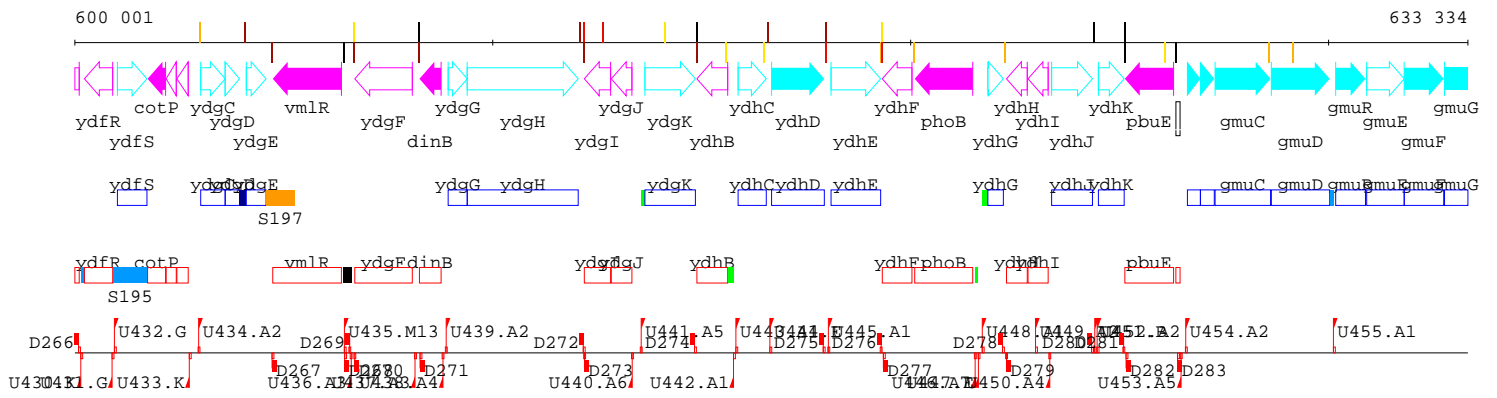 600 001 633 334
cotP ydgC vmlR ydgG ydgJ ydhC ydhF ydhH ydhK gmuR gmuG
ydfR ydgD ydgF ydgH ydgK ydhD phoB ydhI pbuE gmuC gmuE
ydfS ydgE dinB ydgI ydhB ydhE ydhG ydhJ gmuD gmuF
ydfS ydgE ydgG ydgH ydgK ydhC ydhD ydhE ydhG ydhJ ydhK gmuC gmuD gmuE gmuG
S197
ydfR cotP vmlR ydgF dinB ydgJ ydhB ydhF phoB ydhI pbuE
S195
U432.G U434.A2 U435.M13 U439.A2 U441.A5 U445.A1 U454.A2 U455.A1
D266 D269 D272 D274 D275 D276 D278 D281
D267 D271 D273 D277 D279 D282 D283
U433.K U440.A6 U442.A1 U450.A4 U453.A5